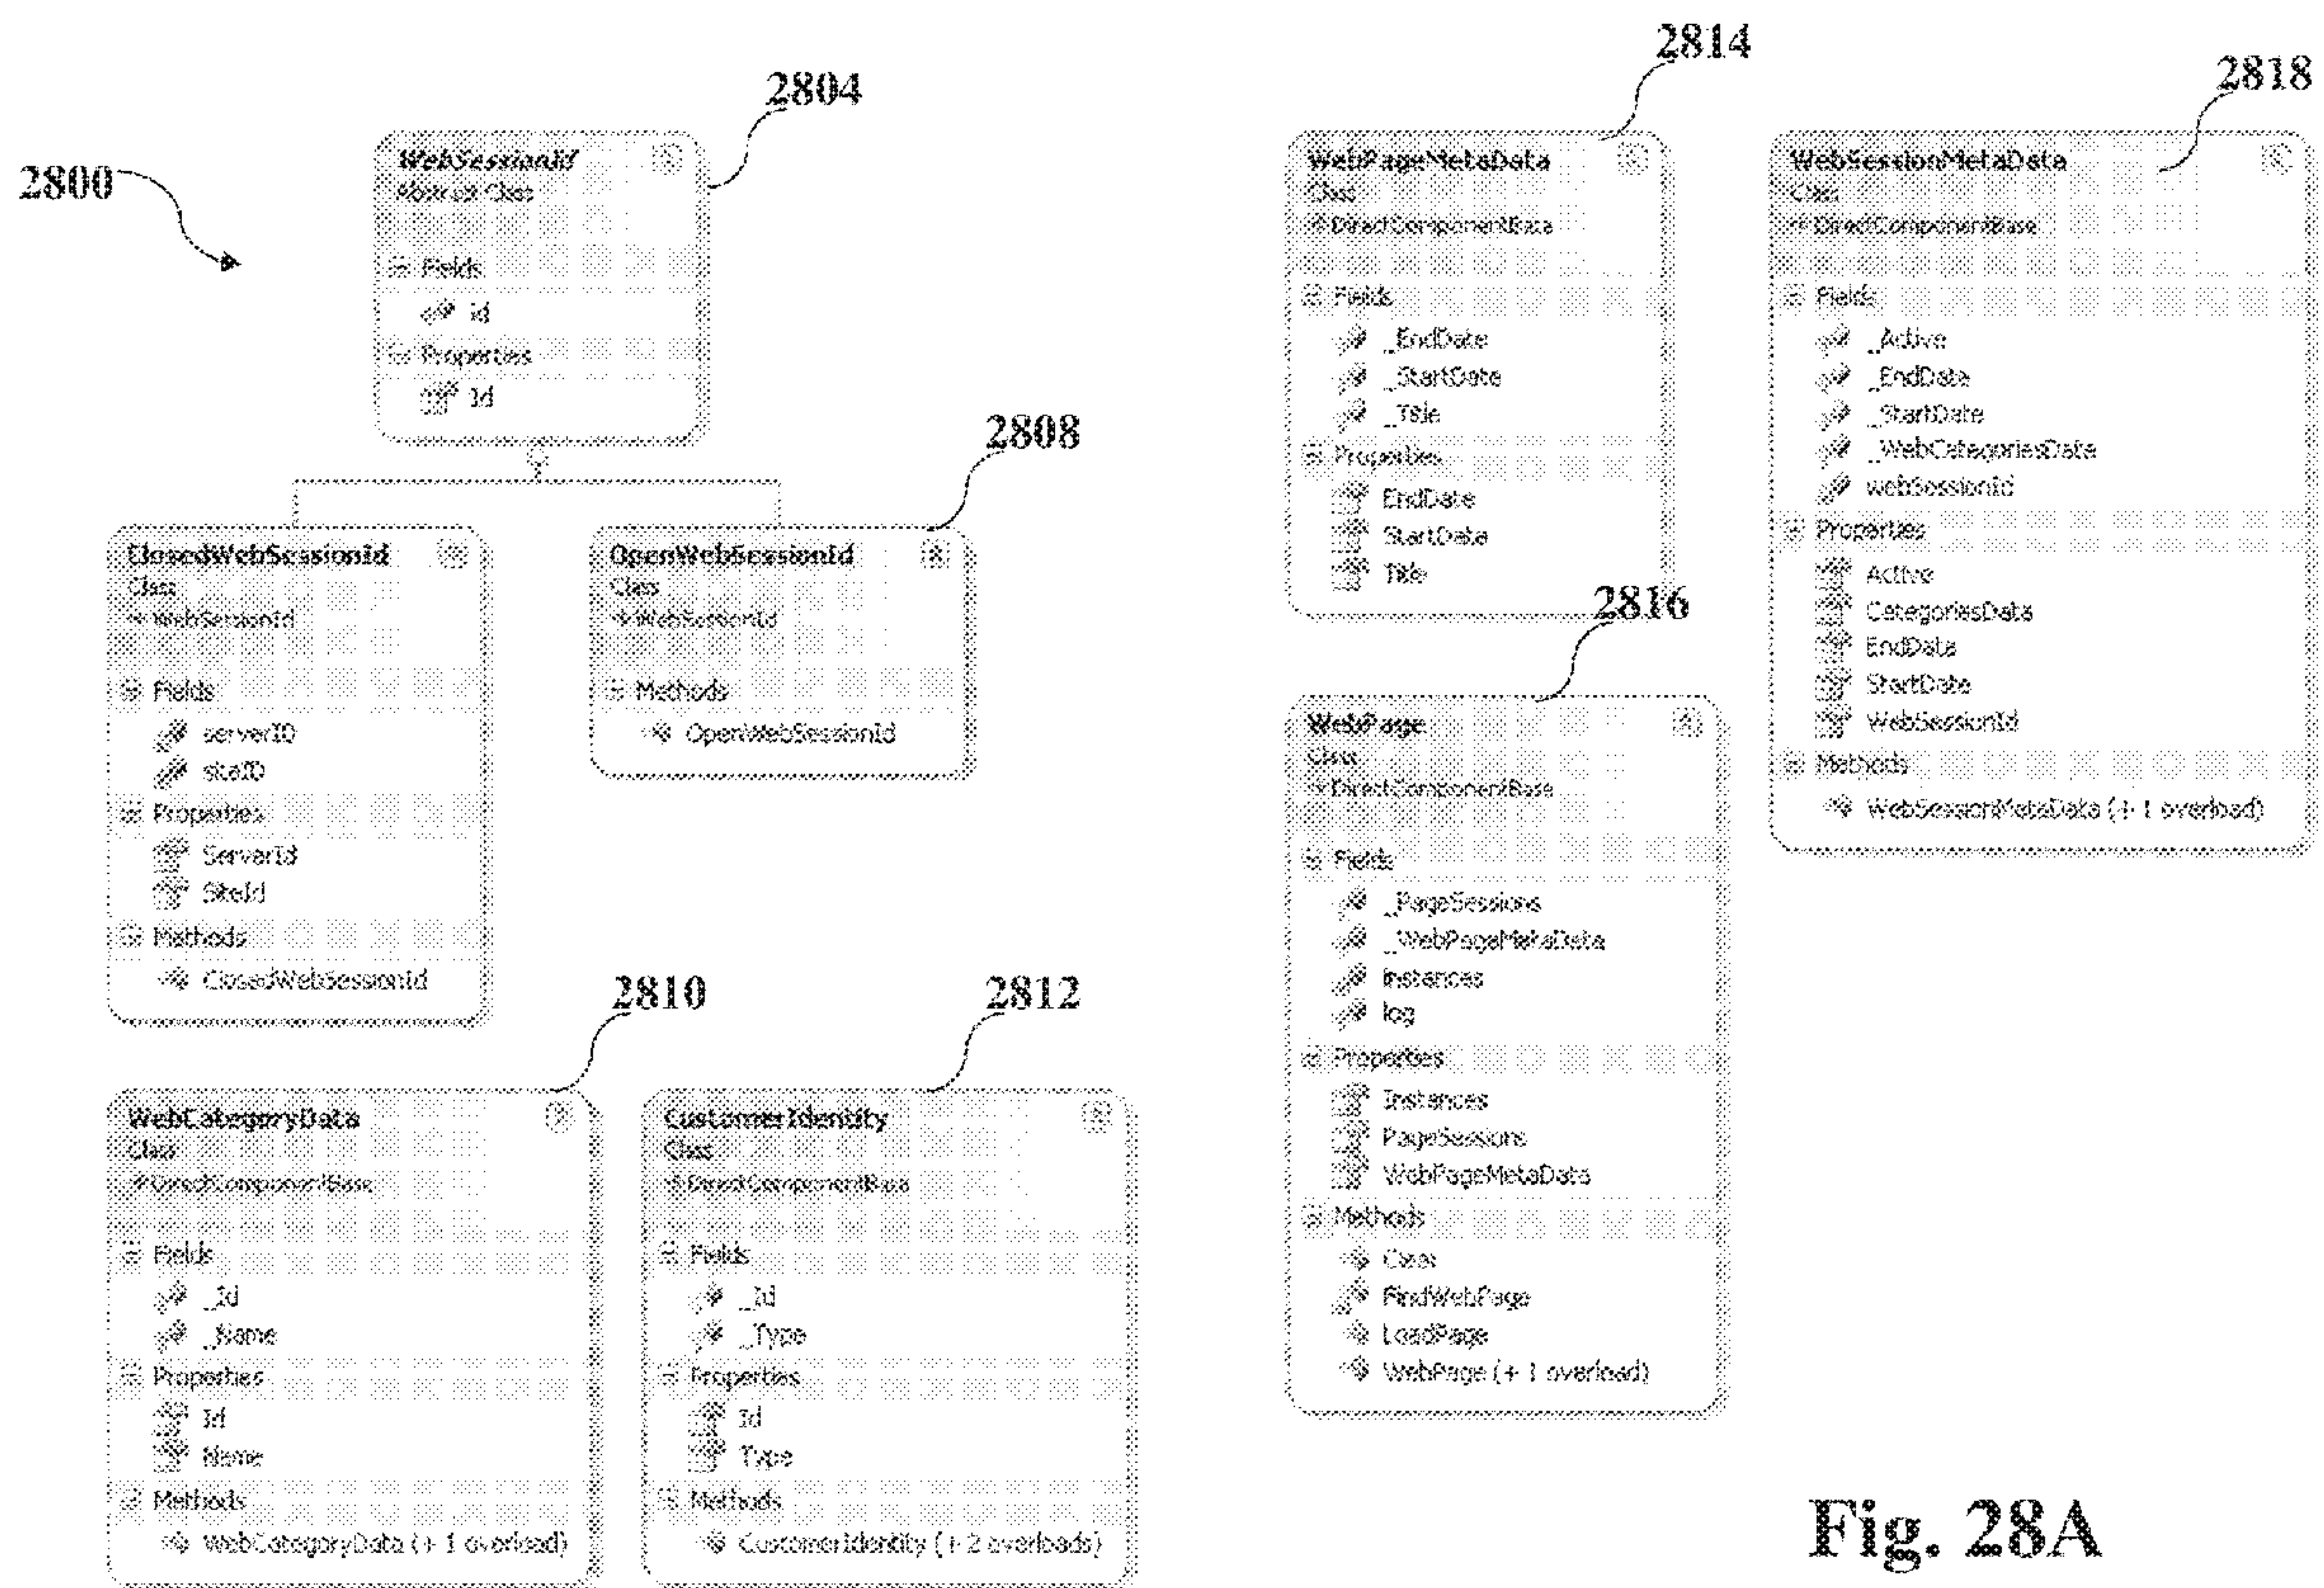 2800
2804
WebSessionId
Abstract Class
Fields
id
Properties
Id
2808
ClosedWebSessionId
Class
WebSessionId
Fields
serverID
siteID
Properties
ServerId
SiteId
Methods
ClosedWebSessionId
OpenWebSessionId
Class
WebSessionId
Methods
OpenWebSessionId
2810
WebCategoryData
Class
DirectComponentBase
Fields
_Id
_Name
Properties
Id
Name
Methods
WebCategoryData (+ 1 overload)
2812
CustomerIdentity
Class
DirectComponentBase
Fields
_Id
_Type
Properties
Id
Type
Methods
CustomerIdentity (+ 2 overloads)
2814
WebPageMetaData
Class
DirectComponentBase
Fields
_EndDate
_StartDate
_Title
Properties
EndDate
StartData
Title
2816
WebPage
Class
DirectComponentBase
Fields
_PageSessions
_WebPageMetaData
instances
log
Properties
Instances
PageSessions
WebPageMetaData
Methods
Clear
FindWebPage
LoadPage
WebPage (+ 1 overload)
2818
WebSessionMetaData
Class
DirectComponentBase
Fields
_Active
_EndDate
_StartDate
_WebCategoriesData
webSessionId
Properties
Active
CategoriesData
EndData
StartDate
WebSessionId
Methods
WebSessionMetaData (+ 1 overload)
Fig. 28A